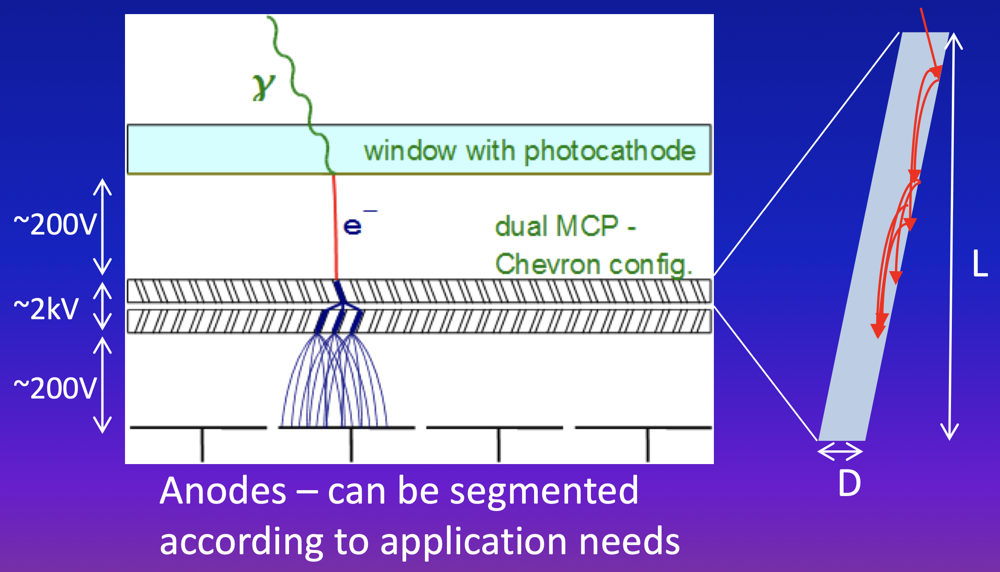 γ
window with photocathode
~200V
e⁻
dual MCP -
Chevron config.
~2kV
~200V
L
D
Anodes – can be segmented
according to application needs